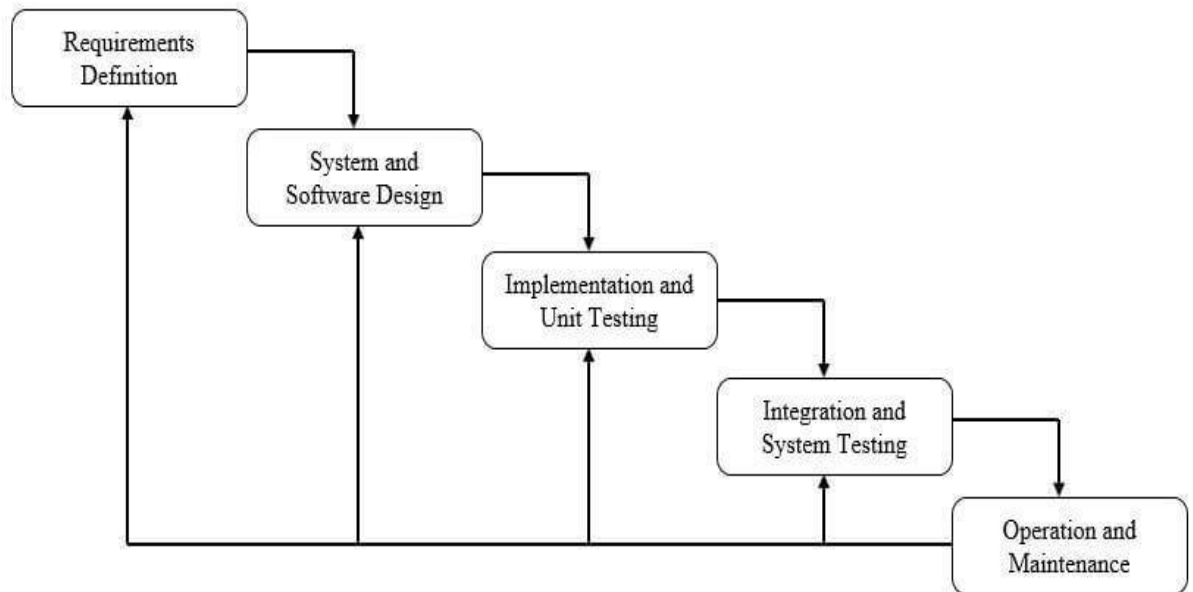 Requirements
Definition
System and
Software Design
Implementation and
Unit Testing
Integration and
System Testing
Operation and
Maintenance